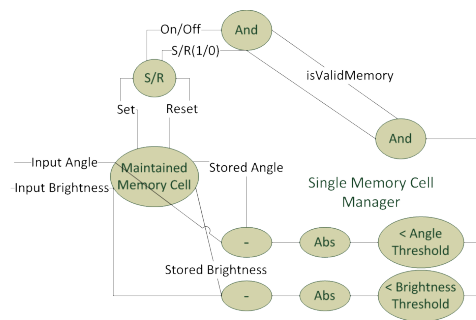 On/Off
And
S/R(1/0)
isValidMemory
S/R
Set
Reset
And
Input Angle
Maintained
Memory Cell
Stored Angle
Input Brightness
Single Memory Cell
Manager
-
Abs
< Angle
Threshold
Stored Brightness
-
Abs
< Brightness
Threshold